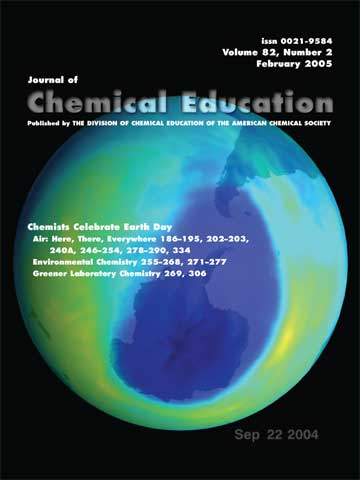 issn 0021-9584
Volume 82, Number 2
February 2005
Journal of
Chemical Education
Published by THE DIVISION OF CHEMICAL EDUCATION OF THE AMERICAN CHEMICAL SOCIETY
Chemists Celebrate Earth Day
Air: Here, There, Everywhere 186–195, 202–203,
240A, 246–254, 278–290, 334
Environmental Chemistry 255–268, 271–277
Greener Laboratory Chemistry 269, 306
Sep 22 2004